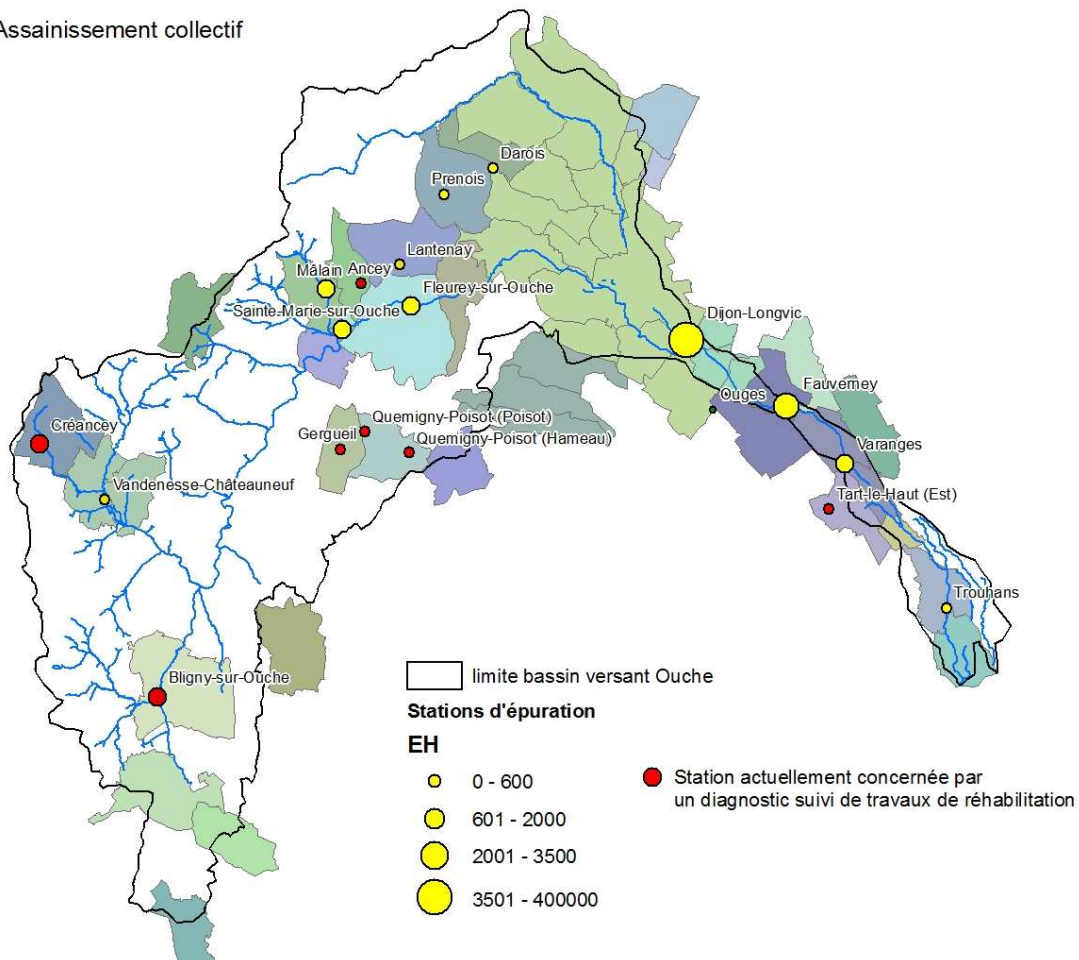 Assainissement collectif
Darois
Prenois
Lantenay
Mâlain
Ancey
Fleurey-sur-Ouche
Sainte-Marie-sur-Ouche
Dijon-Longvic
Fauverney
Ouges
Créancey
Quemigny-Poisot (Poisot)
Gergueil
Quemigny-Poisot (Hameau)
Varanges
Vandenesse-Châteauneuf
Tart-le-Haut (Est)
Trouhans
Bligny-sur-Ouche
limite bassin versant Ouche
Stations d'épuration
EH
0 - 600
601 - 2000
2001 - 3500
3501 - 400000
Station actuellement concernée par
un diagnostic suivi de travaux de réhabilitation